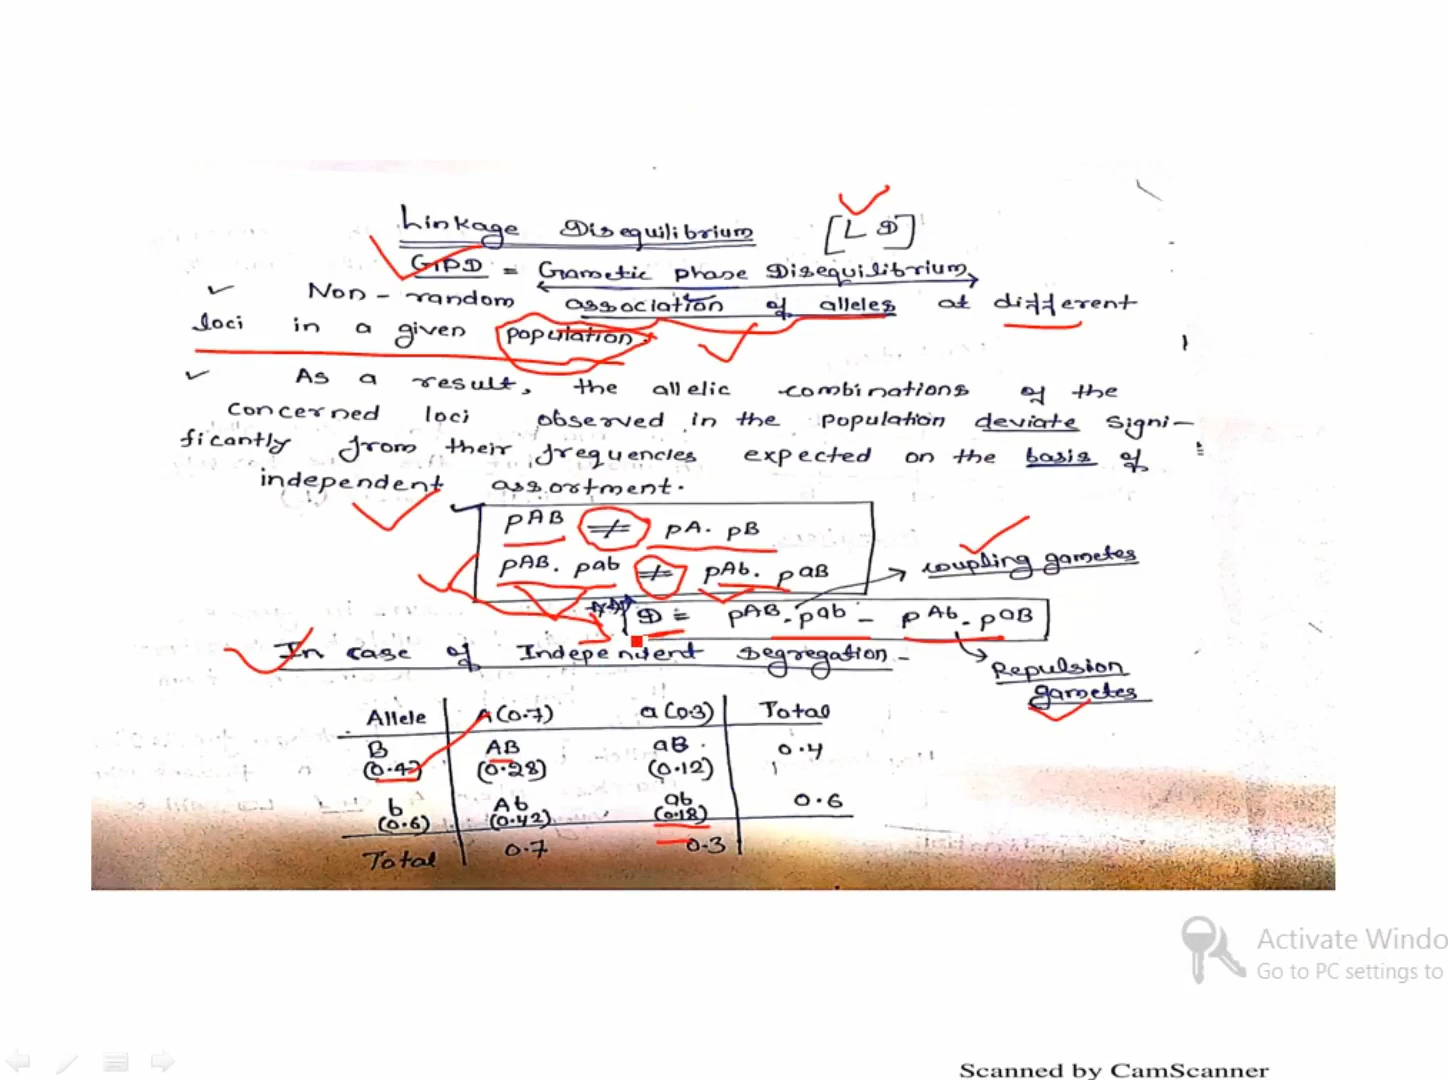 Linkage Disequilibrium [LD]
GPD = Gametic phase Disequilibrium
Non-random association of alleles at different
loci in a given population.
As a result, the allelic combinations of the
concerned loci observed in the population deviate signi-
ficantly from their frequencies expected on the basis of
independent assortment.
pAB ≠ pA. pB
pAB. pab ≠ pAb. paB
coupling gametes
D = pAB.pab - pAb.paB
In case of Independent segregation-
Repulsion
gametes
Allele A(0.7) a(0.3) Total
B AB aB 0.4
(0.4) (0.28) (0.12)
b Ab ab 0.6
(0.6) (0.42) (0.18)
Total 0.7 0.3
Activate Windo
Go to PC settings to
Scanned by CamScanner